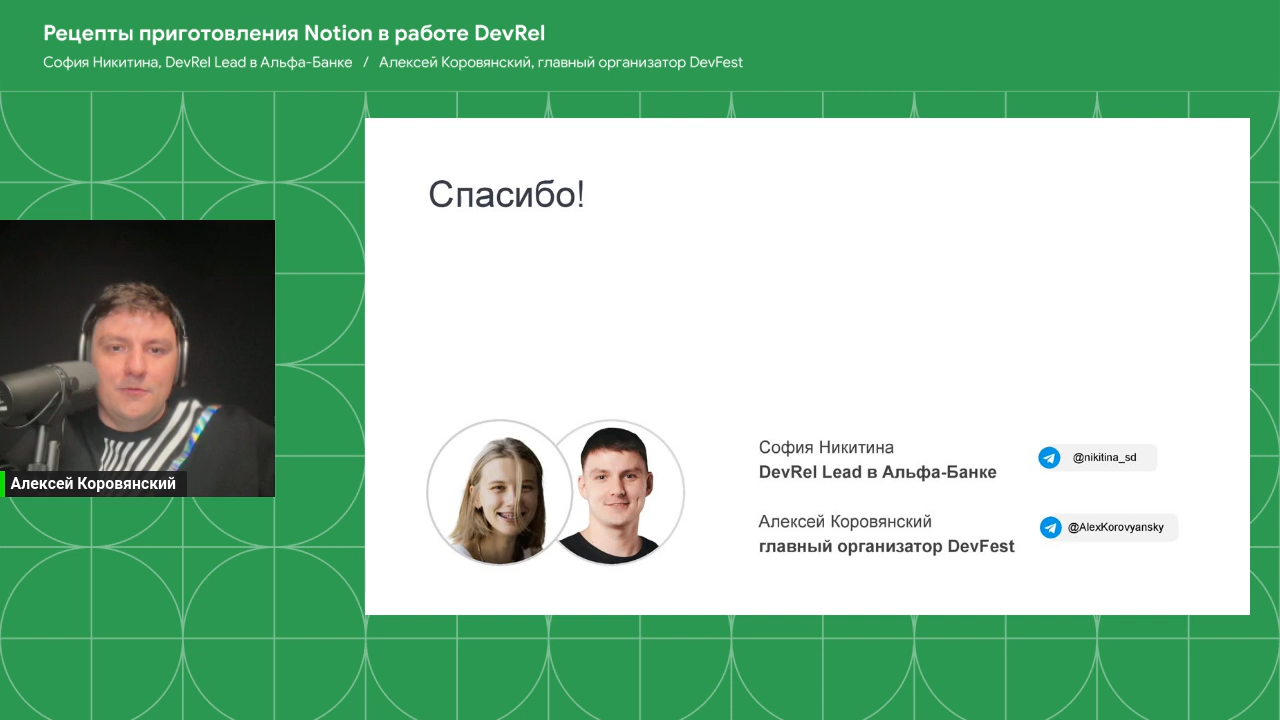 Рецепты приготовления Notion в работе DevRel
София Никитина, DevRel Lead в Альфа-Банке / Алексей Коровянский, главный организатор DevFest
Спасибо!
Алексей Коровянский
София Никитина
DevRel Lead в Альфа-Банке
@nikitina_sd
Алексей Коровянский
главный организатор DevFest
@AlexKorovyansky